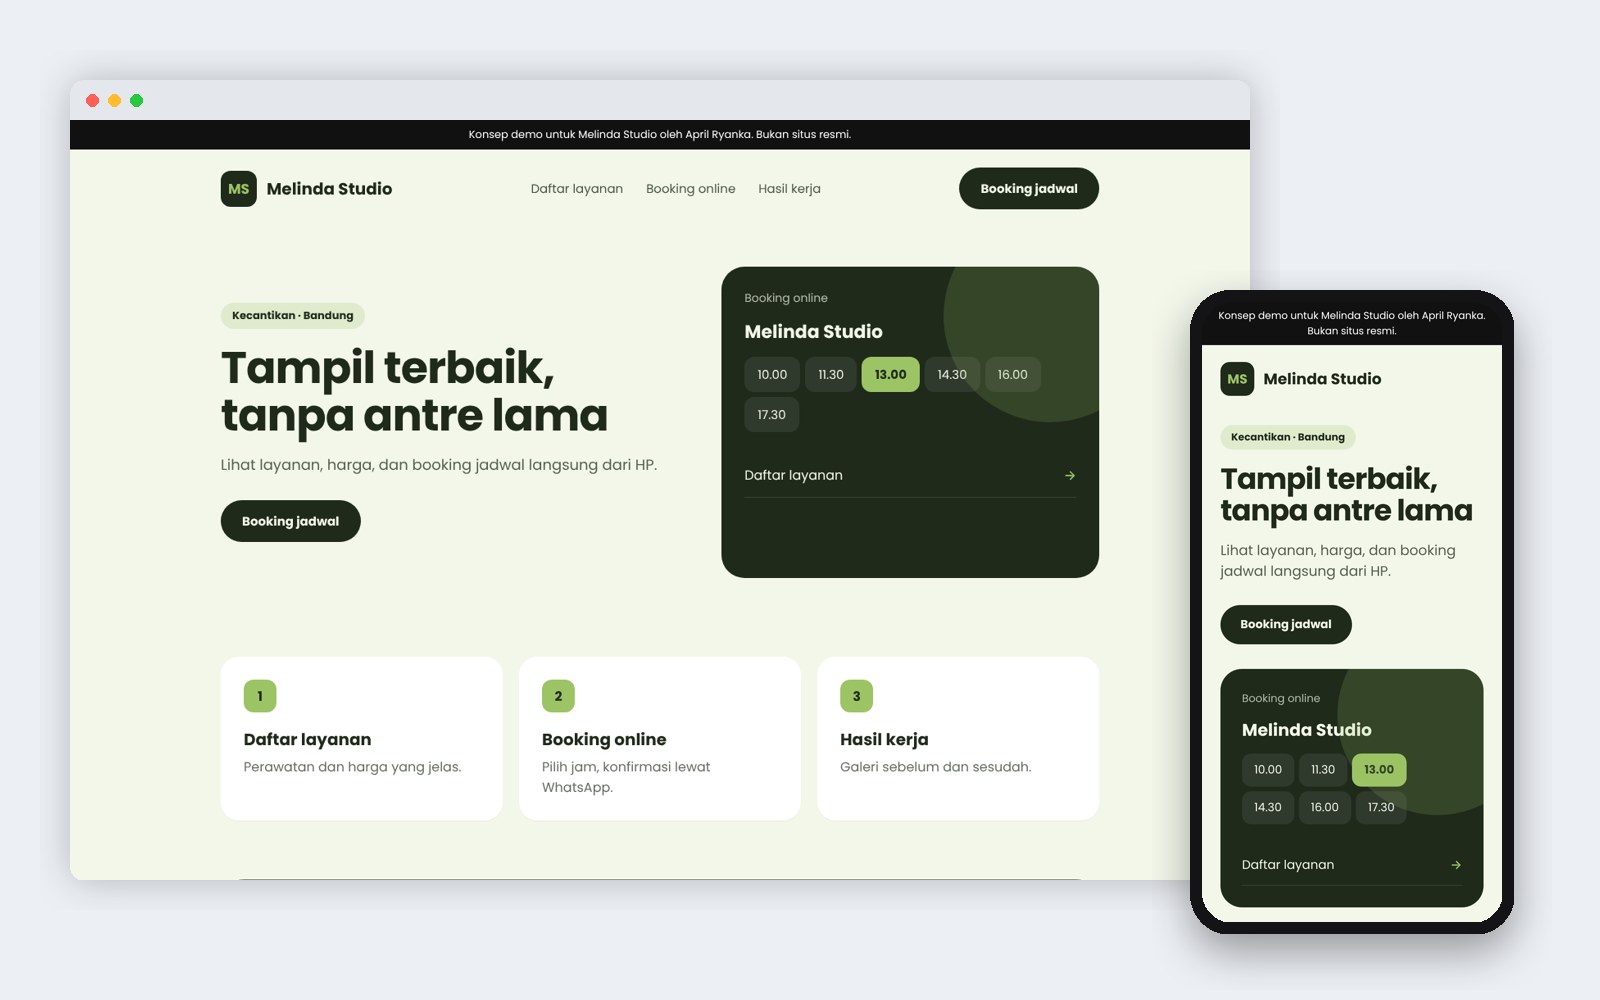 Konsep demo untuk Melinda Studio oleh April Ryanka. Bukan situs resmi.
MS
Melinda Studio
Daftar layanan
Booking online
Hasil kerja
Booking jadwal
Kecantikan · Bandung
Tampil terbaik,
tanpa antre lama
Lihat layanan, harga, dan booking jadwal langsung dari HP.
Booking jadwal
Booking online
Melinda Studio
10.00
11.30
13.00
14.30
16.00
17.30
Daftar layanan →
1
Daftar layanan
Perawatan dan harga yang jelas.
2
Booking online
Pilih jam, konfirmasi lewat
WhatsApp.
3
Hasil kerja
Galeri sebelum dan sesudah.
Konsep demo untuk Melinda Studio oleh April Ryanka.
Bukan situs resmi.
MS
Melinda Studio
Kecantikan · Bandung
Tampil terbaik,
tanpa antre lama
Lihat layanan, harga, dan booking
jadwal langsung dari HP.
Booking jadwal
Booking online
Melinda Studio
10.00
11.30
13.00
14.30
16.00
17.30
Daftar layanan →